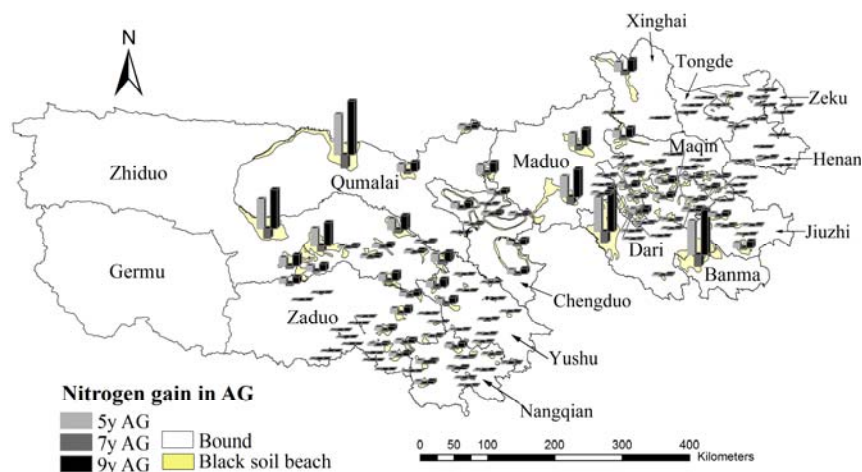 Xinghai
Tongde
N
Zeku
Maqin
Maduo
Henan
Zhiduo
Qumalai
Jiuzhi
Dari
Germu
Banma
Chengduo
Zaduo
Yushu
Nitrogen gain in AG
Nangqian
5y AG
7y AG
Bound
9y AG
Black soil beach
0 50 100 200 300 400
Kilometers